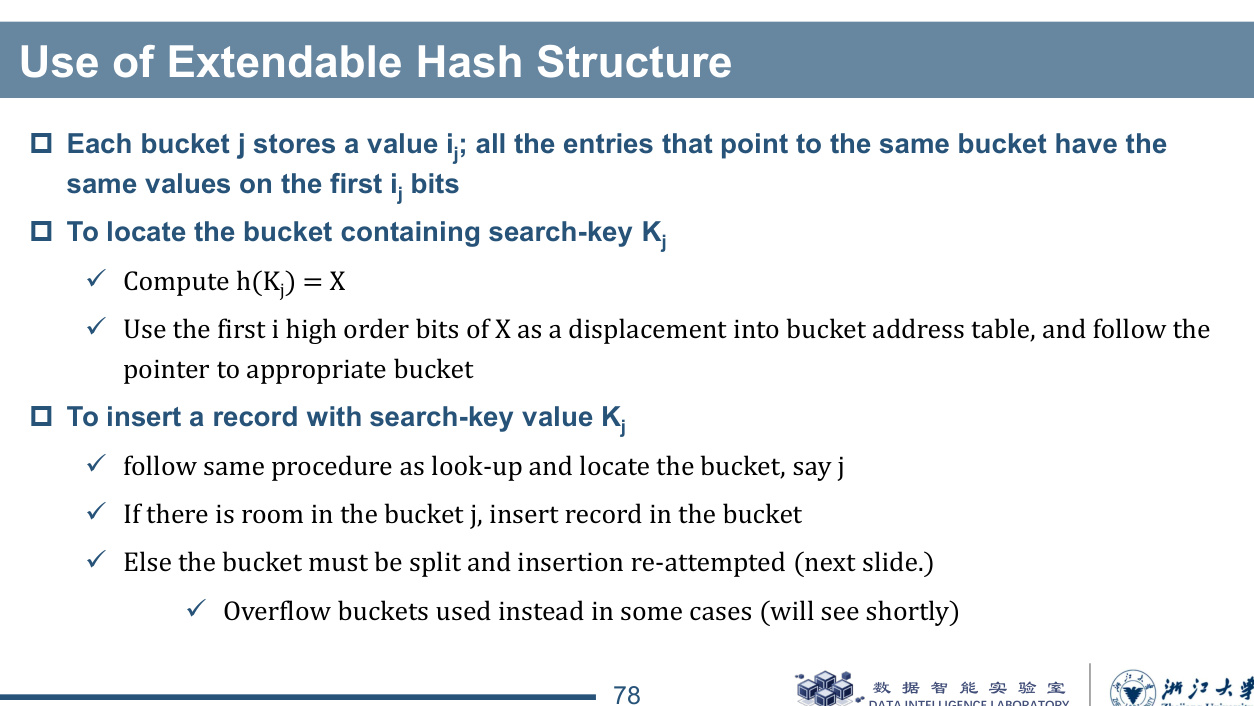 Use of Extendable Hash Structure
Each bucket j stores a value ij; all the entries that point to the same bucket have the
same values on the first ij bits
To locate the bucket containing search-key Kj
Compute h(Kj) = X
Use the first i high order bits of X as a displacement into bucket address table, and follow the
pointer to appropriate bucket
To insert a record with search-key value Kj
follow same procedure as look-up and locate the bucket, say j
If there is room in the bucket j, insert record in the bucket
Else the bucket must be split and insertion re-attempted (next slide.)
Overflow buckets used instead in some cases (will see shortly)
78
数据智能实验室
DATA INTELLIGENCE LABORATORY
浙江大学